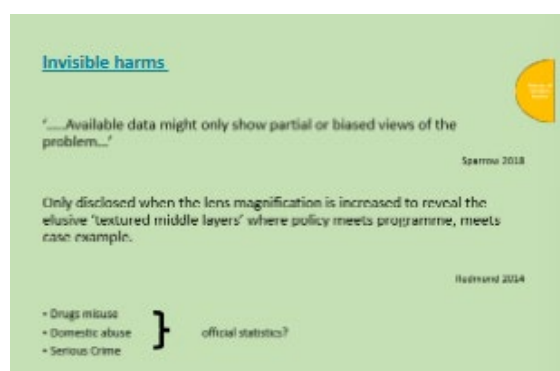 Invisible harms
'.....Available data might only show partial or biased views of the
problem...'
Sparrow 2018
Only disclosed when the lens magnification is increased to reveal the
elusive 'textured middle layers' where policy meets programme, meets
case example.
Redmond 2014
• Drugs misuse
• Domestic abuse } official statistics?
• Serious Crime